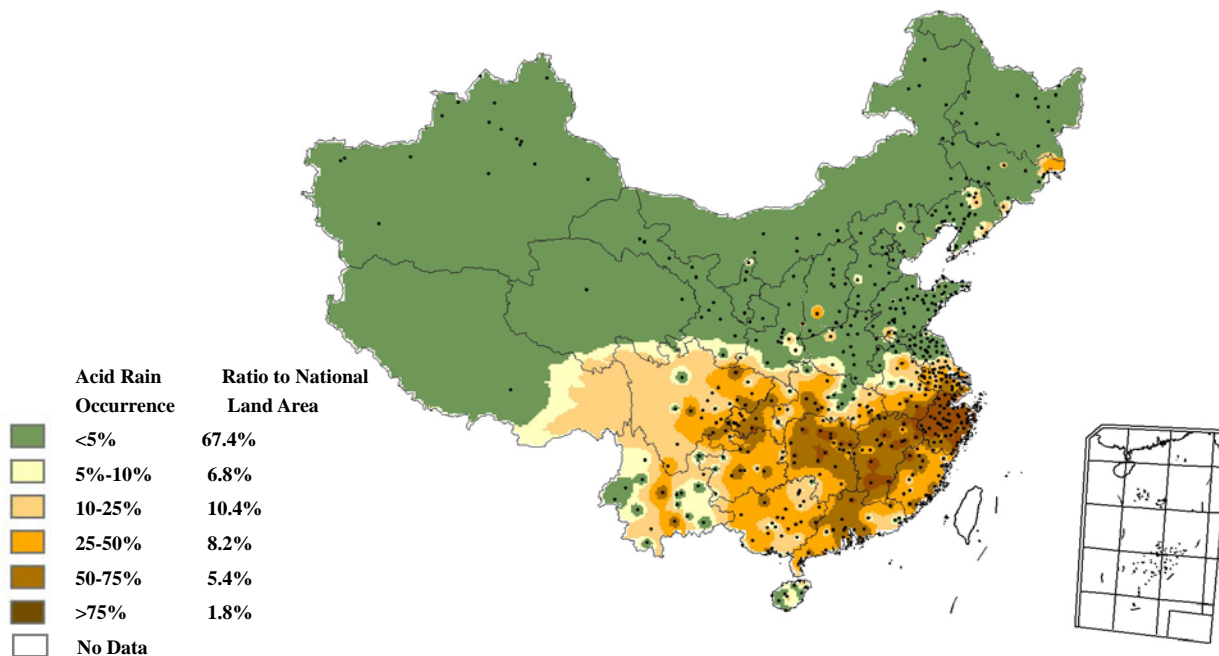 Acid Rain Ratio to National
Occurrence Land Area
<5% 67.4%
5%-10% 6.8%
10-25% 10.4%
25-50% 8.2%
50-75% 5.4%
>75% 1.8%
No Data